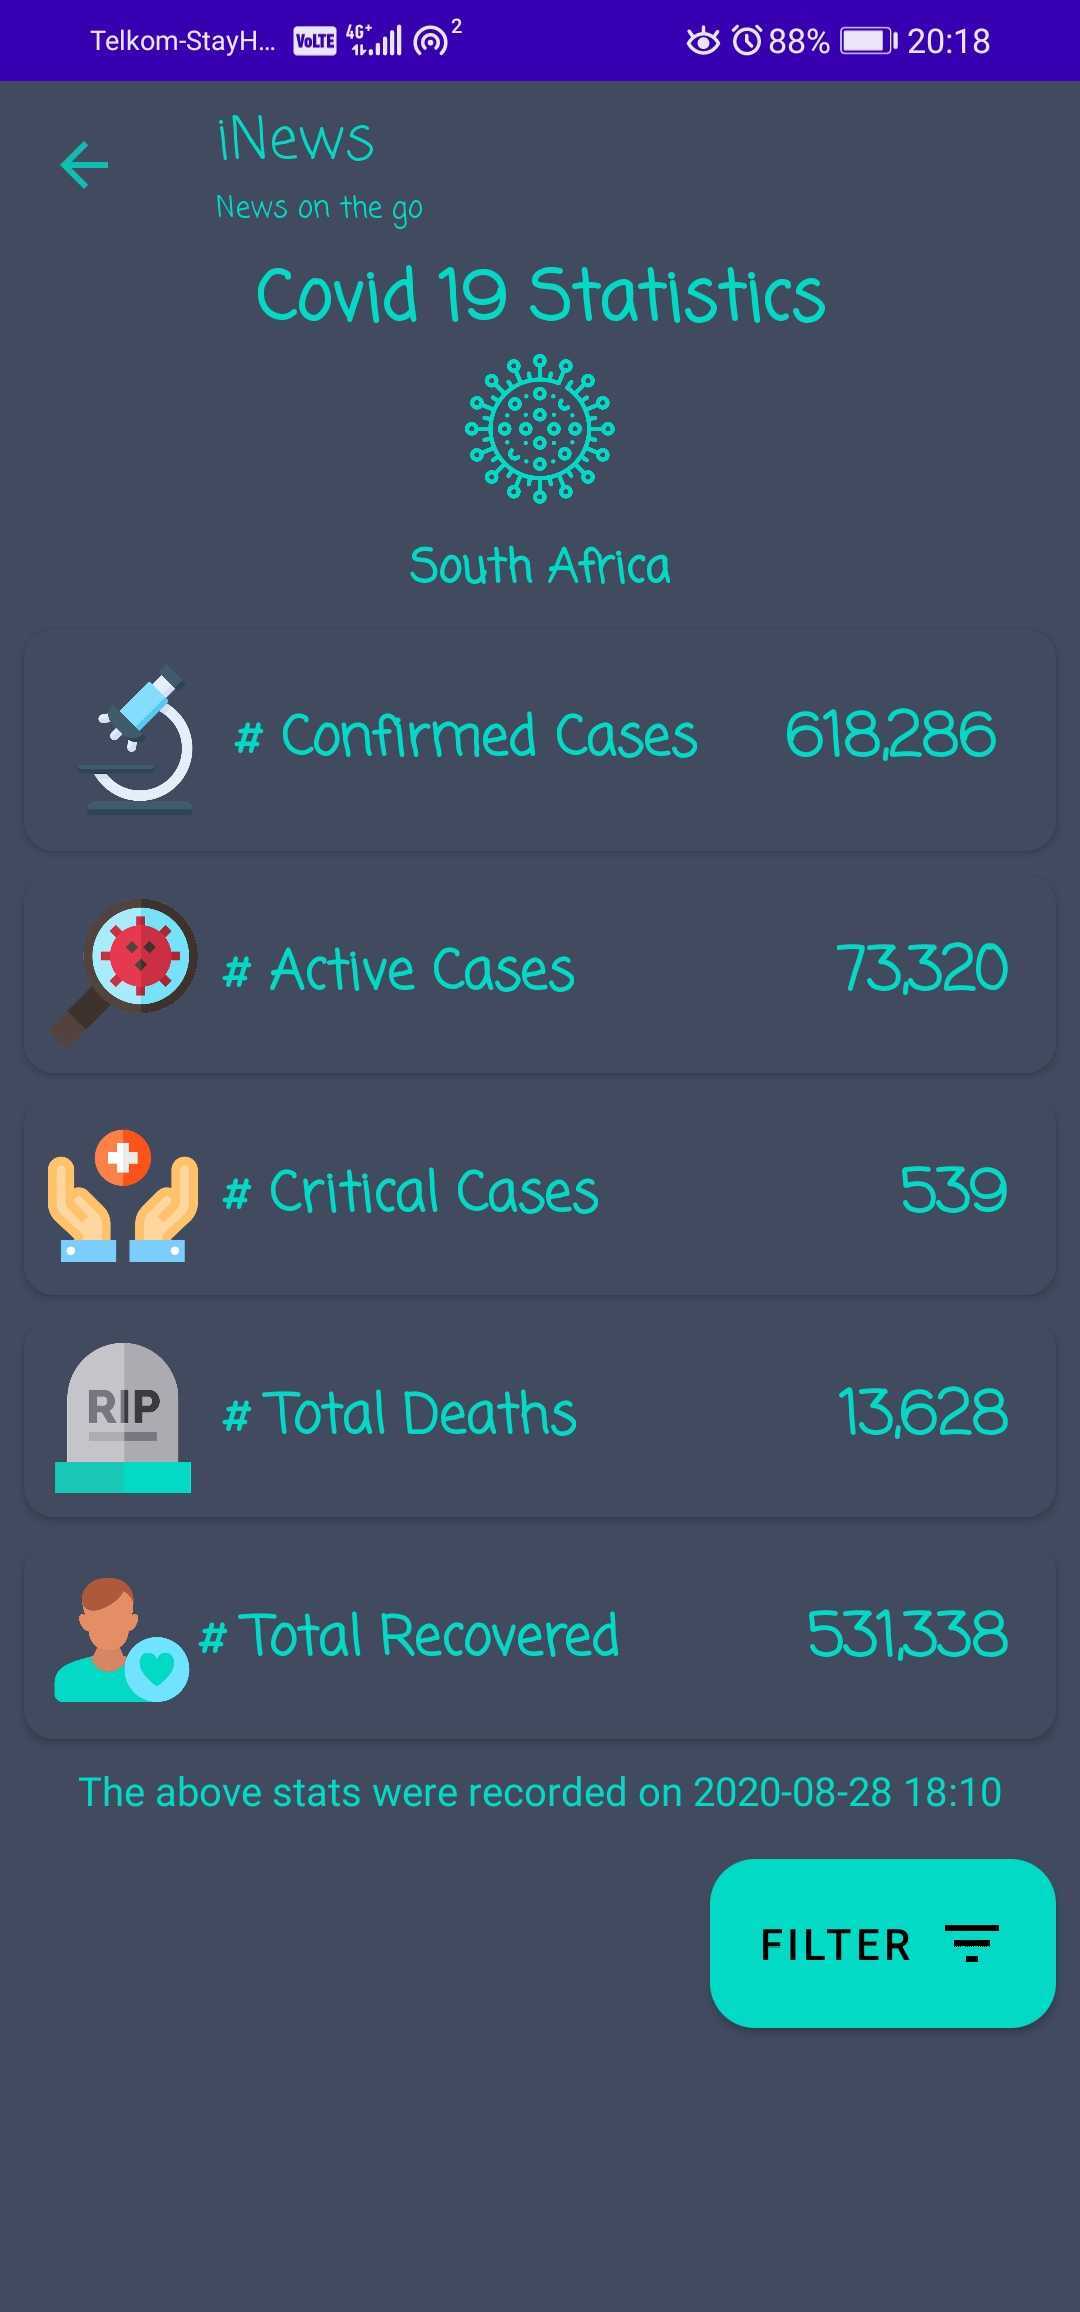 Telkom-StayH... VoLTE 4G+ 2 88% 20:18
iNews
News on the go
Covid 19 Statistics
South Africa
# Confirmed Cases 618,286
# Active Cases 73,320
# Critical Cases 539
RIP
# Total Deaths 13,628
# Total Recovered 531,338
The above stats were recorded on 2020-08-28 18:10
FILTER